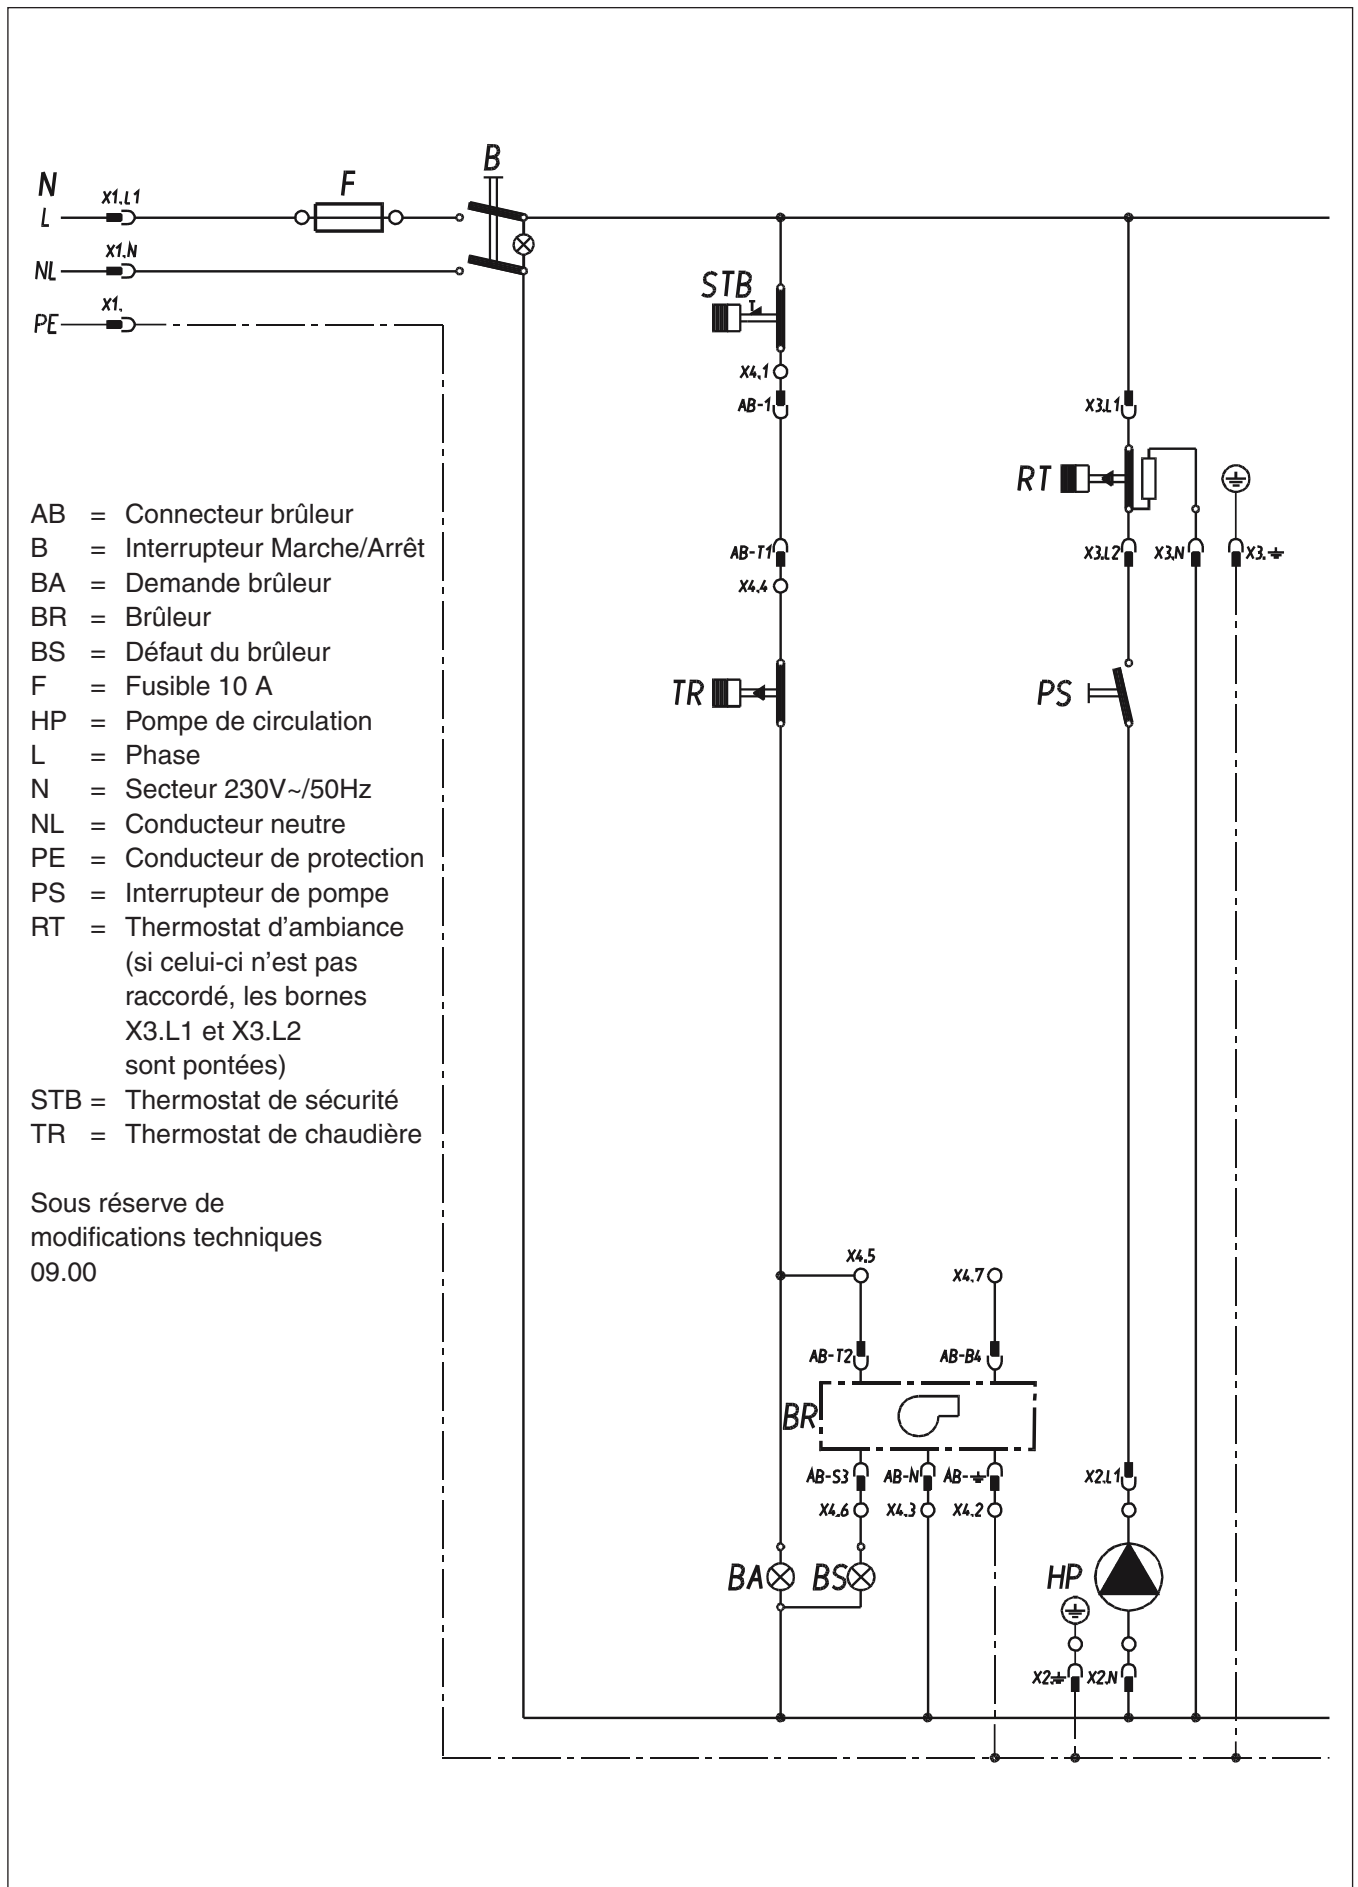 N
L
X1.L1
F
B
NL
X1.N
PE
X1.
STB
X4.1
AB-1
X3.L1
RT
AB-T1
X4.4
X3.L2
X3.N
X3.⏚
TR
PS
AB = Connecteur brûleur
B = Interrupteur Marche/Arrêt
BA = Demande brûleur
BR = Brûleur
BS = Défaut du brûleur
F = Fusible 10 A
HP = Pompe de circulation
L = Phase
N = Secteur 230V~/50Hz
NL = Conducteur neutre
PE = Conducteur de protection
PS = Interrupteur de pompe
RT = Thermostat d'ambiance
(si celui-ci n'est pas
raccordé, les bornes
X3.L1 et X3.L2
sont pontées)
STB = Thermostat de sécurité
TR = Thermostat de chaudière
Sous réserve de
modifications techniques
09.00
X4.5
X4.7
AB-T2
AB-B4
BR
AB-S3
AB-N
AB-⏚
X2.L1
X4.6
X4.3
X4.2
BA
BS
HP
X2.⏚
X2.N